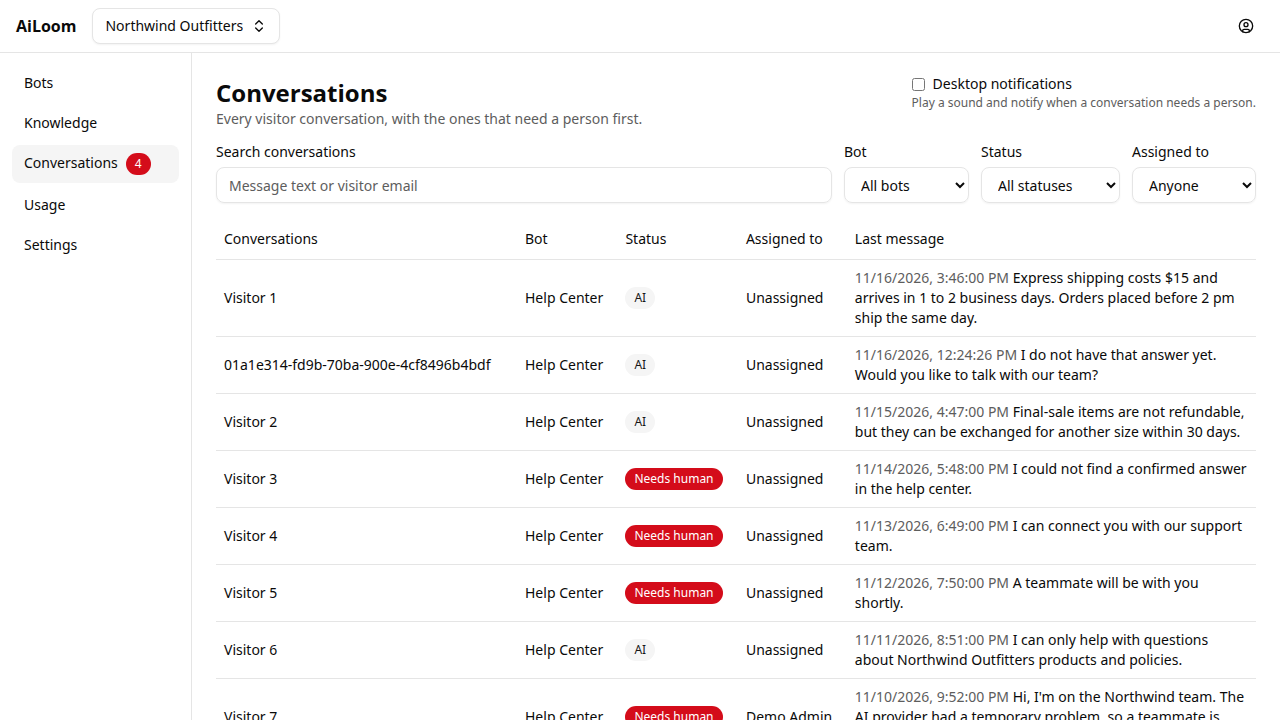 AiLoom
Northwind Outfitters
Bots
Knowledge
Conversations 4
Usage
Settings
Conversations
Every visitor conversation, with the ones that need a person first.
Desktop notifications
Play a sound and notify when a conversation needs a person.
Search conversations
Message text or visitor email
Bot
All bots
Status
All statuses
Assigned to
Anyone
Conversations Bot Status Assigned to Last message
Visitor 1 Help Center AI Unassigned 11/16/2026, 3:46:00 PM Express shipping costs $15 and
arrives in 1 to 2 business days. Orders placed before 2 pm
ship the same day.
01a1e314-fd9b-70ba-900e-4cf8496b4bdf Help Center AI Unassigned 11/16/2026, 12:24:26 PM I do not have that answer yet.
Would you like to talk with our team?
Visitor 2 Help Center AI Unassigned 11/15/2026, 4:47:00 PM Final-sale items are not refundable,
but they can be exchanged for another size within 30 days.
Visitor 3 Help Center Needs human Unassigned 11/14/2026, 5:48:00 PM I could not find a confirmed answer
in the help center.
Visitor 4 Help Center Needs human Unassigned 11/13/2026, 6:49:00 PM I can connect you with our support
team.
Visitor 5 Help Center Needs human Unassigned 11/12/2026, 7:50:00 PM A teammate will be with you
shortly.
Visitor 6 Help Center AI Unassigned 11/11/2026, 8:51:00 PM I can only help with questions
about Northwind Outfitters products and policies.
Visitor 7 Help Center Needs human Demo Admin 11/10/2026, 9:52:00 PM Hi, I'm on the Northwind team. The
AI provider had a temporary problem, so a teammate is